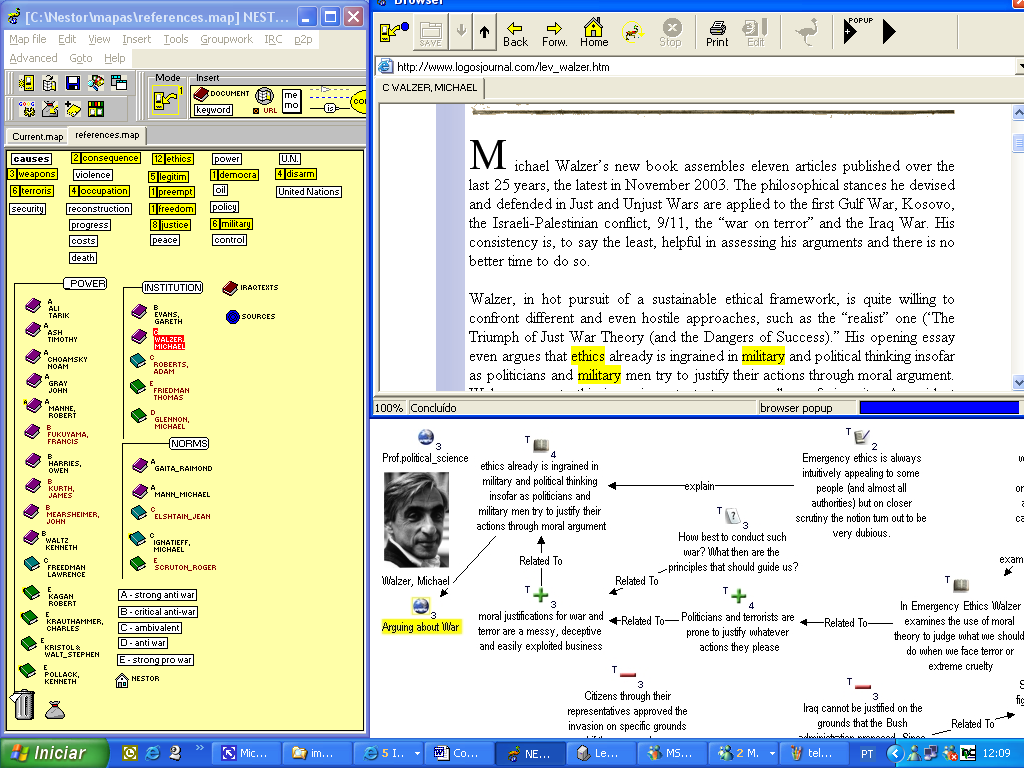 [C:\Nestor\mapas\references.map] NEST...
Map file Edit View Insert Tools Groupwork IRC p2p
Advanced Goto Help
Mode
Insert
DOCUMENT
keyword
URL
me
mo
is
Current.map
references.map
causes
2 consequence
12 ethics
power
U.N.
3 weapons
violence
5 legitim
1 democra
4 disarm
6 terroris
4 occupation
1 preempt
oil
United Nations
security
reconstruction
1 freedom
policy
progress
8 justice
6 military
costs
peace
control
death
POWER
A
ALI
TARIK
A
ASH
TIMOTHY
A
CHOAMSKY
NOAM
A
GRAY
JOHN
A
MANNE,
ROBERT
B
FUKUYAMA,
FRANCIS
B
HARRIES,
OWEN
B
KURTH,
JAMES
B
MEARSHEIMER,
JOHN
B
WALTZ
KENNETH
C
FREEDMAN
LAWRENCE
E
KAGAN
ROBERT
E
KRAUTHAMMER,
CHARLES
E
KRISTOL &
WALT_STEPHEN
E
POLLACK,
KENNETH
INSTITUTION
B
EVANS,
GARETH
C
WALZER,
MICHAEL
C
ROBERTS,
ADAM
E
FRIEDMAN
THOMAS
D
GLENNON,
MICHAEL
NORMS
A
GAITA_RAIMOND
A
MANN_MICHAEL
C
ELSHTAIN_JEAN
C
IGNATIEFF,
MICHAEL
E
SCRUTON_ROGER
IRAQTEXTS
SOURCES
A - strong anti war
B - critical anti-war
C - ambivalent
D - anti war
E - strong pro war
NESTOR
Browser
SAVE
Back
Forw.
Home
Stop
Print
Edit
POPUP
http://www.logosjournal.com/lev_walzer.htm
C WALZER, MICHAEL
Michael Walzer's new book assembles eleven articles published over the
last 25 years, the latest in November 2003. The philosophical stances he devised
and defended in Just and Unjust Wars are applied to the first Gulf War, Kosovo,
the Israeli-Palestinian conflict, 9/11, the “war on terror” and the Iraq War. His
consistency is, to say the least, helpful in assessing his arguments and there is no
better time to do so.
Walzer, in hot pursuit of a sustainable ethical framework, is quite willing to
confront different and even hostile approaches, such as the “realist” one (“The
Triumph of Just War Theory (and the Dangers of Success).” His opening essay
even argues that ethics already is ingrained in military and political thinking insofar
as politicians and military men try to justify their actions through moral argument.
100%
Concluído
browser popup
3
Prof.political_science
Walzer, Michael
3
Arguing about War
T
4
ethics already is ingrained in
military and political thinking
insofar as politicians and
military men try to justify their
actions through moral argument
explain
T
2
Emergency ethics is always
intuitively appealing to some
people (and almost all
authorities) but on closer
scrutiny the notion turn out to be
very dubious.
T
3
How best to conduct such
war? What then are the
principles that should guide us?
Related To
Related To
T
3
moral justifications for war and
terror are a messy, deceptive
and easily exploited business
Related To
T
4
Politicians and terrorists are
prone to justify whatever
actions they please
Related To
T
In Emergency Ethics Walzer
examines the use of moral
theory to judge what we should
do when we face terror or
extreme cruelty
exam
T
3
Citizens through their
representatives approved the
invasion on specific grounds
T
3
Iraq cannot be justified on the
grounds that the Bush
Related To
Iniciar
2
»
Mic...
im...
5 I...
Co...
NE...
Le...
MS...
2 M.
tel...
PT
12:09